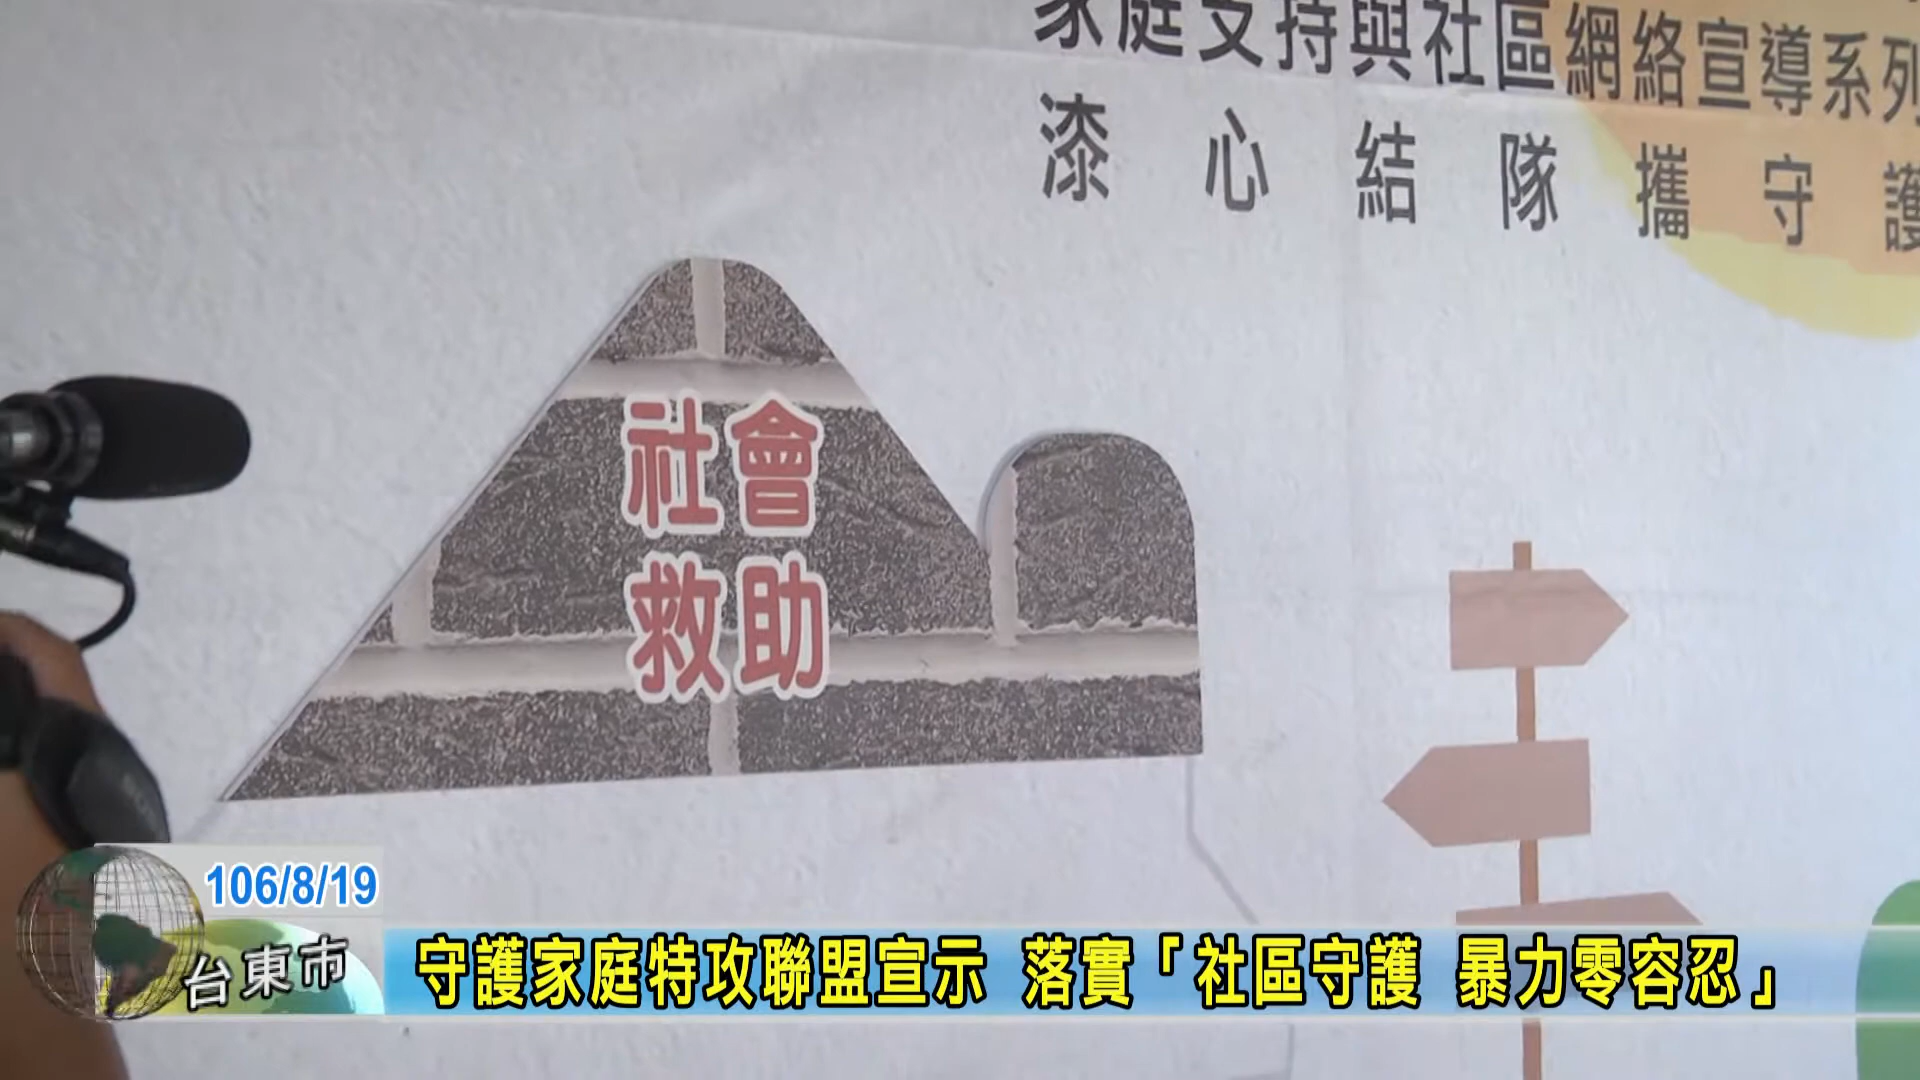 家庭支持與社區網絡宣導系列
漆心結隊攜守護
社會
救助
106/8/19
台東市
守護家庭特攻聯盟宣示 落實「社區守護 暴力零容忍」